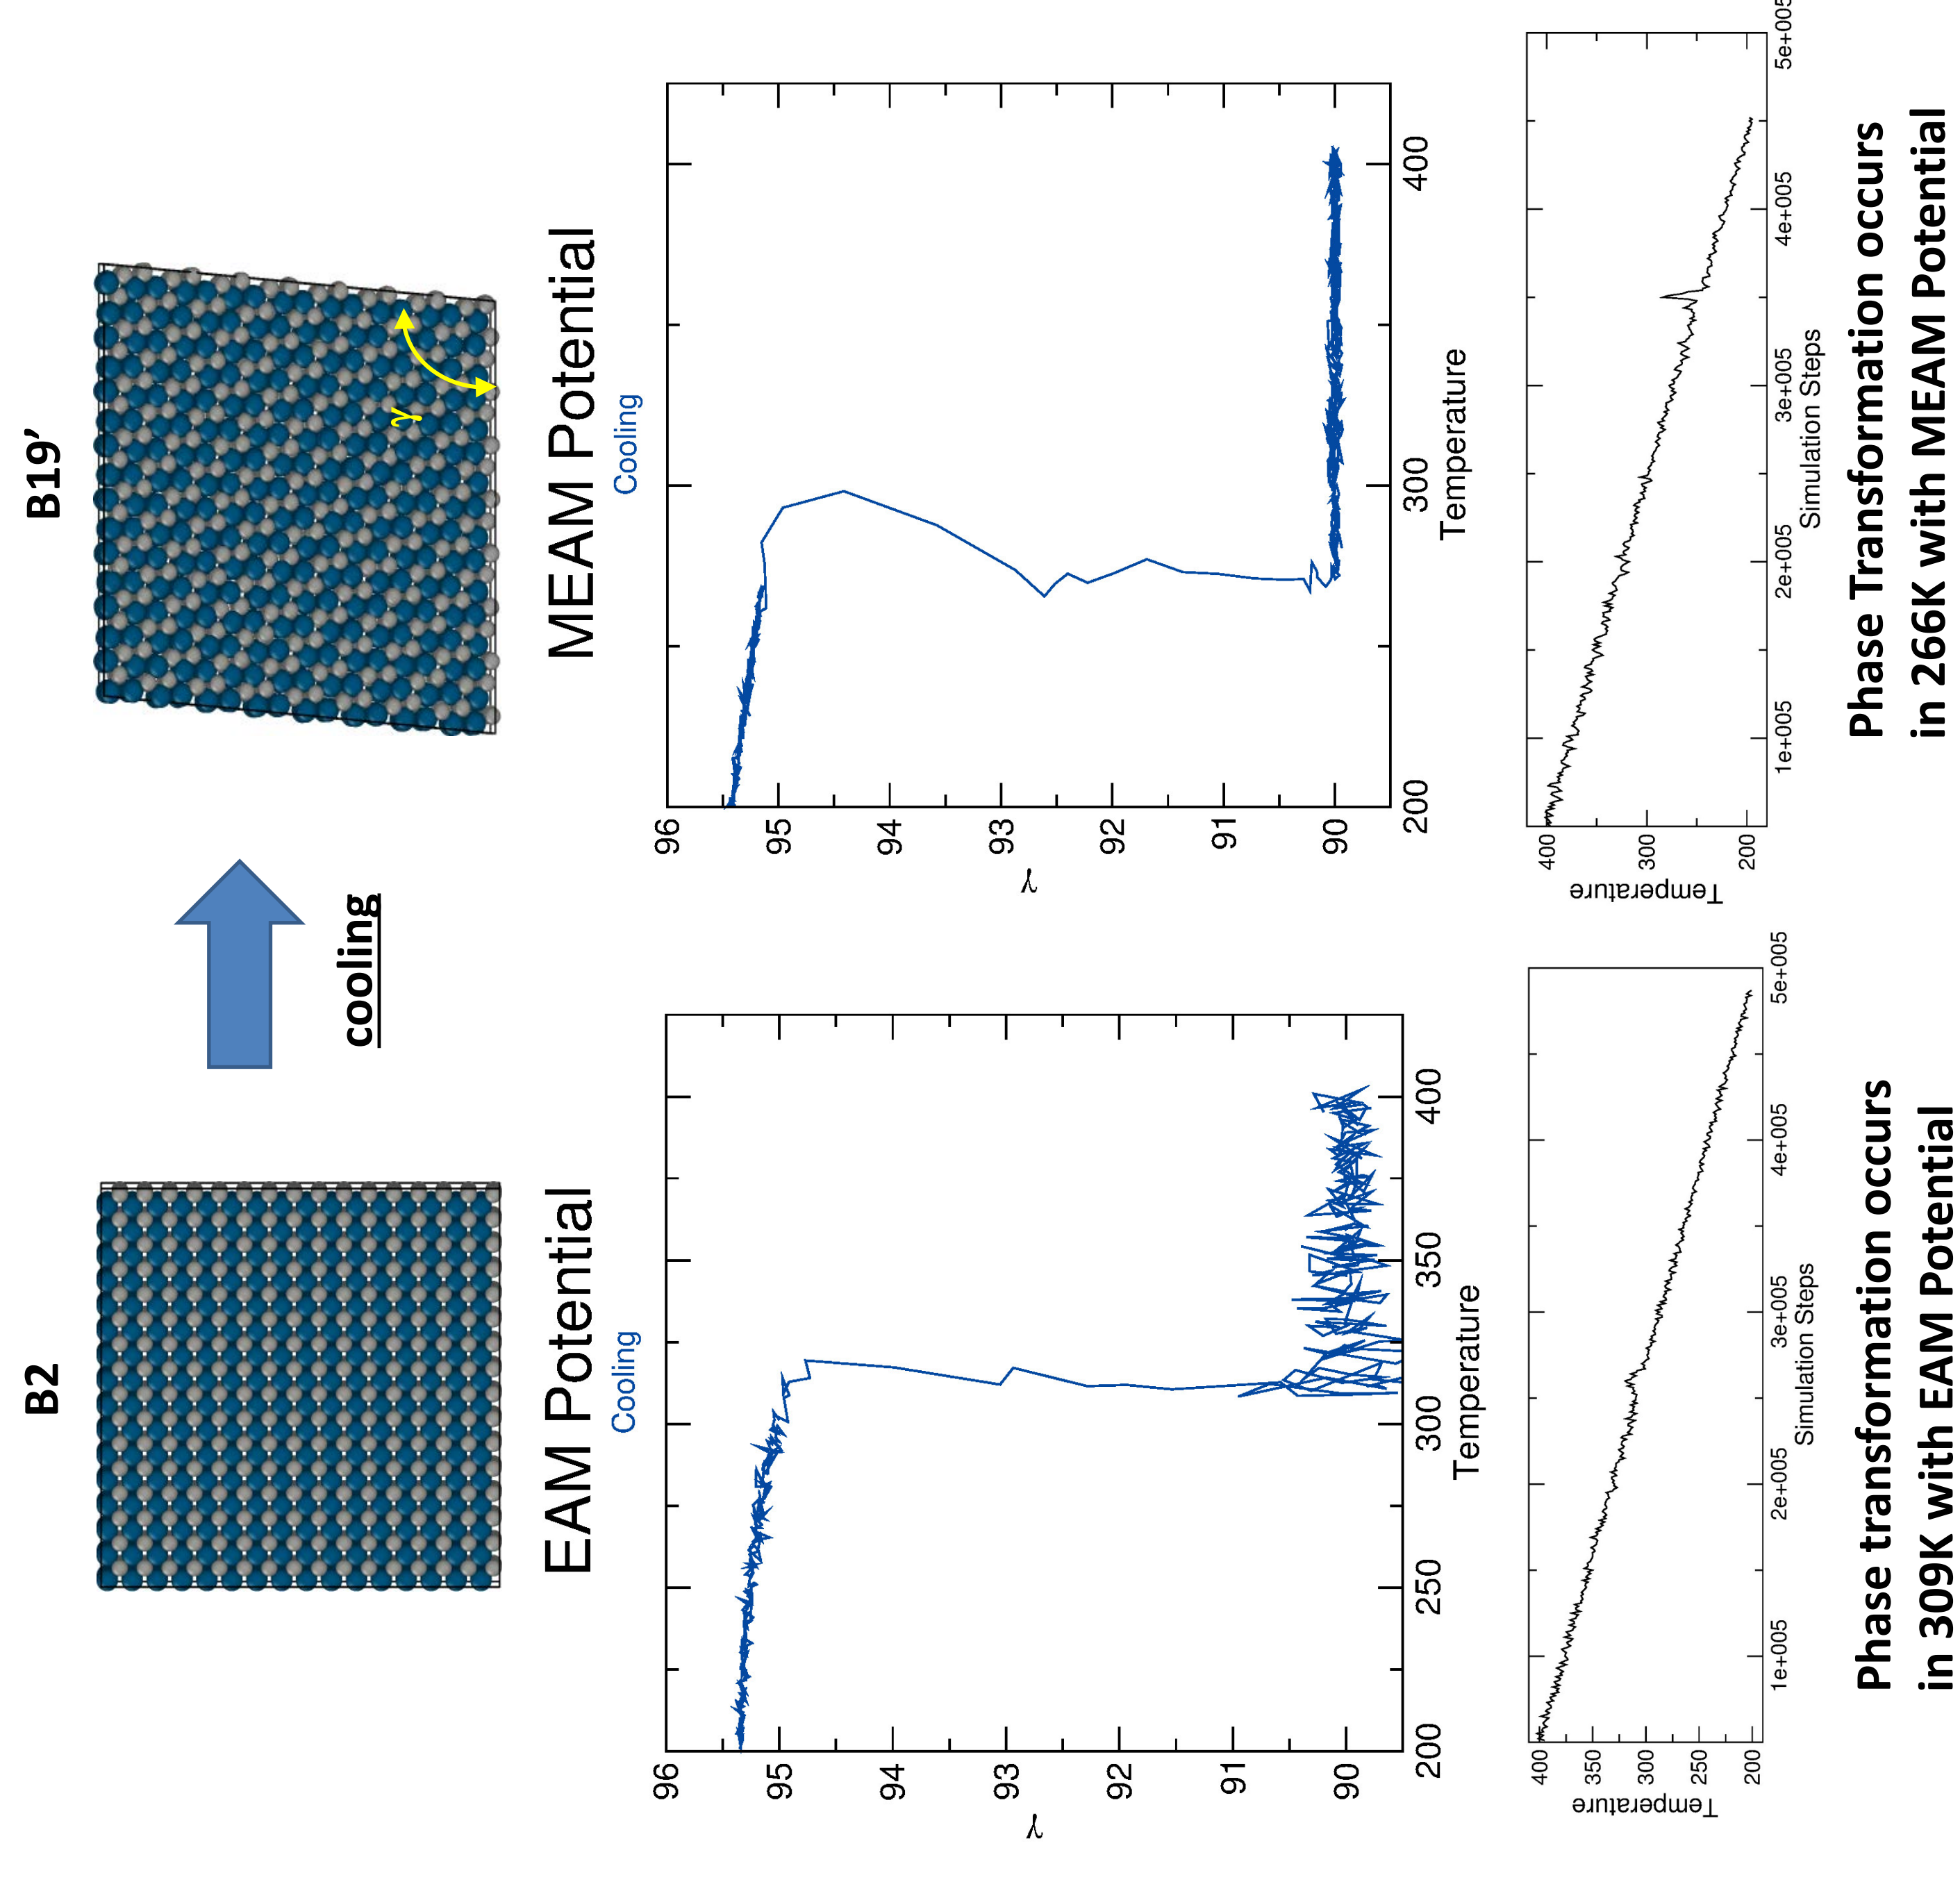 B2
B19’
cooling
γ
EAM Potential
Cooling
96
95
94
93
92
91
90
γ
200
250
300
350
400
Temperature
MEAM Potential
Cooling
96
95
94
93
92
91
90
γ
200
300
400
Temperature
400
350
300
250
200
Temperature
1e+005
2e+005
3e+005
4e+005
5e+005
Simulation Steps
400
300
200
Temperature
1e+005
2e+005
3e+005
4e+005
5e+005
Simulation Steps
Phase transformation occurs
in 309K with EAM Potential
Phase Transformation occurs
in 266K with MEAM Potential